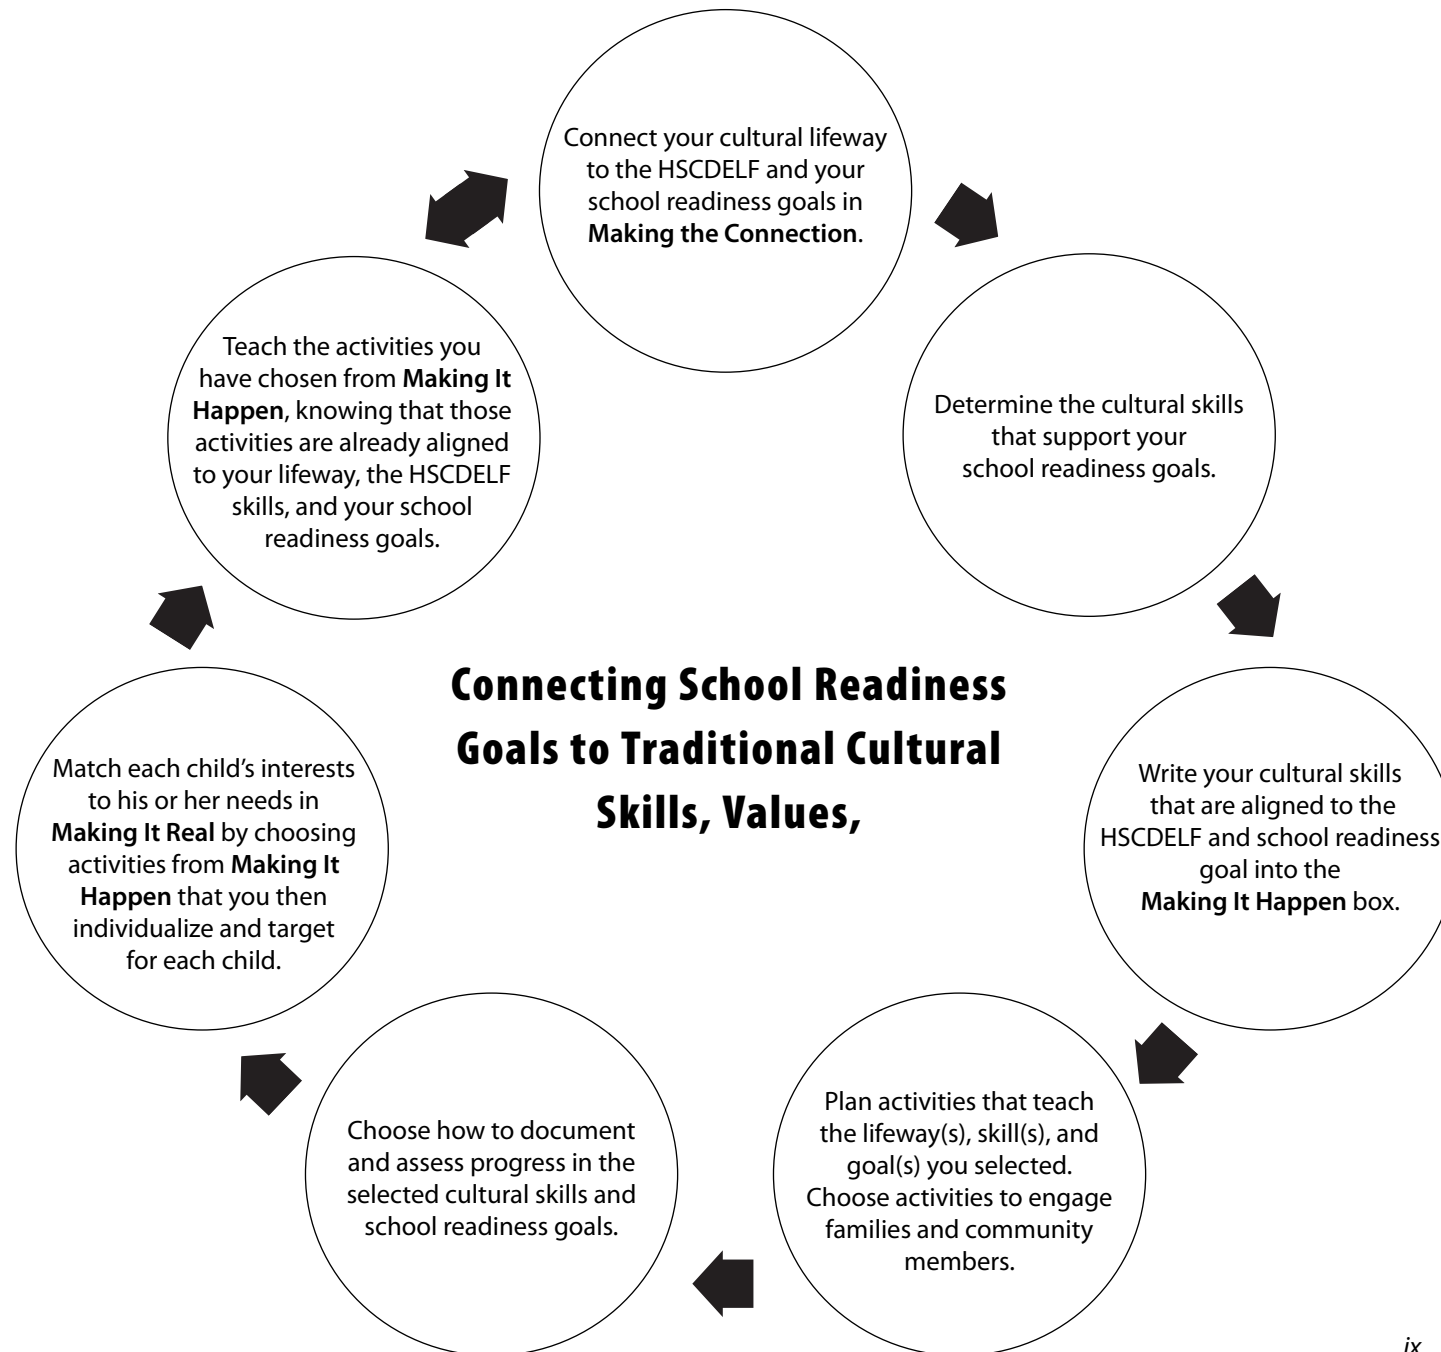 Connect your cultural lifeway
to the HSCDELF and your
school readiness goals in
Making the Connection.
Determine the cultural skills
that support your
school readiness goals.
Write your cultural skills
that are aligned to the
HSCDELF and school readiness
goal into the
Making It Happen box.
Plan activities that teach
the lifeway(s), skill(s), and
goal(s) you selected.
Choose activities to engage
families and community
members.
Choose how to document
and assess progress in the
selected cultural skills and
school readiness goals.
Match each child’s interests
to his or her needs in
Making It Real by choosing
activities from Making It
Happen that you then
individualize and target
for each child.
Teach the activities you
have chosen from Making It
Happen, knowing that those
activities are already aligned
to your lifeway, the HSCDELF
skills, and your school
readiness goals.
Connecting School Readiness
Goals to Traditional Cultural
Skills, Values,
ix